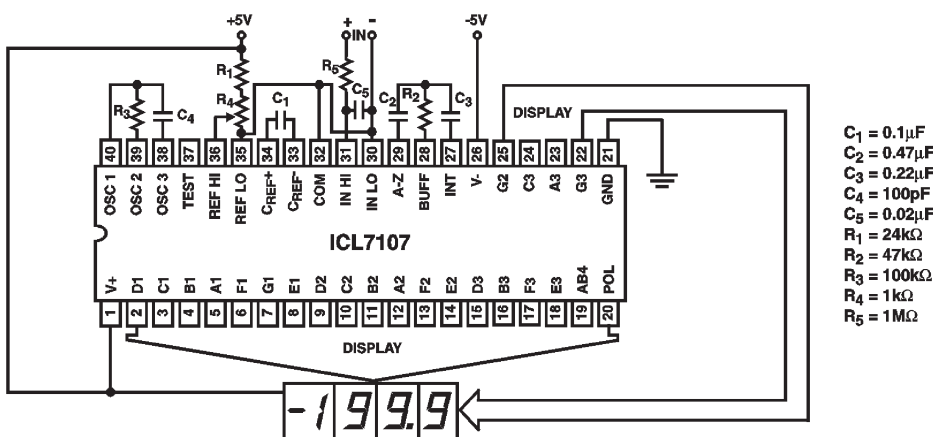 +5V
+ IN -
-5V
R1
R5
R4
C1
C5
C2
R2
C3
DISPLAY
R3
C4
40 39 38 37 36 35 34 33 32 31 30 29 28 27 26 25 24 23 22 21
OSC 1
OSC 2
OSC 3
TEST
REF HI
REF LO
CREF+
CREF-
COM
IN HI
IN LO
A-Z
BUFF
INT
V-
G2
C3
A3
G3
GND
ICL7107
V+
D1
C1
B1
A1
F1
G1
E1
D2
C2
B2
A2
F2
E2
D3
B3
F3
E3
AB4
POL
1 2 3 4 5 6 7 8 9 10 11 12 13 14 15 16 17 18 19 20
DISPLAY
-199.9
C1 = 0.1µF
C2 = 0.47µF
C3 = 0.22µF
C4 = 100pF
C5 = 0.02µF
R1 = 24kΩ
R2 = 47kΩ
R3 = 100kΩ
R4 = 1kΩ
R5 = 1MΩ